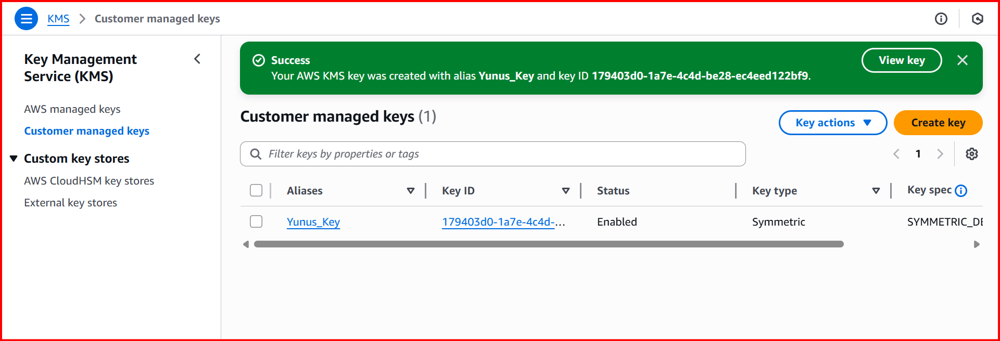 KMS > Customer managed keys
Key Management
Service (KMS)
AWS managed keys
Customer managed keys
Custom key stores
AWS CloudHSM key stores
External key stores
Success
Your AWS KMS key was created with alias Yunus_Key and key ID 179403d0-1a7e-4c4d-be28-ec4eed122bf9.
View key
Customer managed keys (1)
Key actions
Create key
Filter keys by properties or tags
1
Aliases Key ID Status Key type Key spec
Yunus_Key 179403d0-1a7e-4c4d-... Enabled Symmetric SYMMETRIC_DE